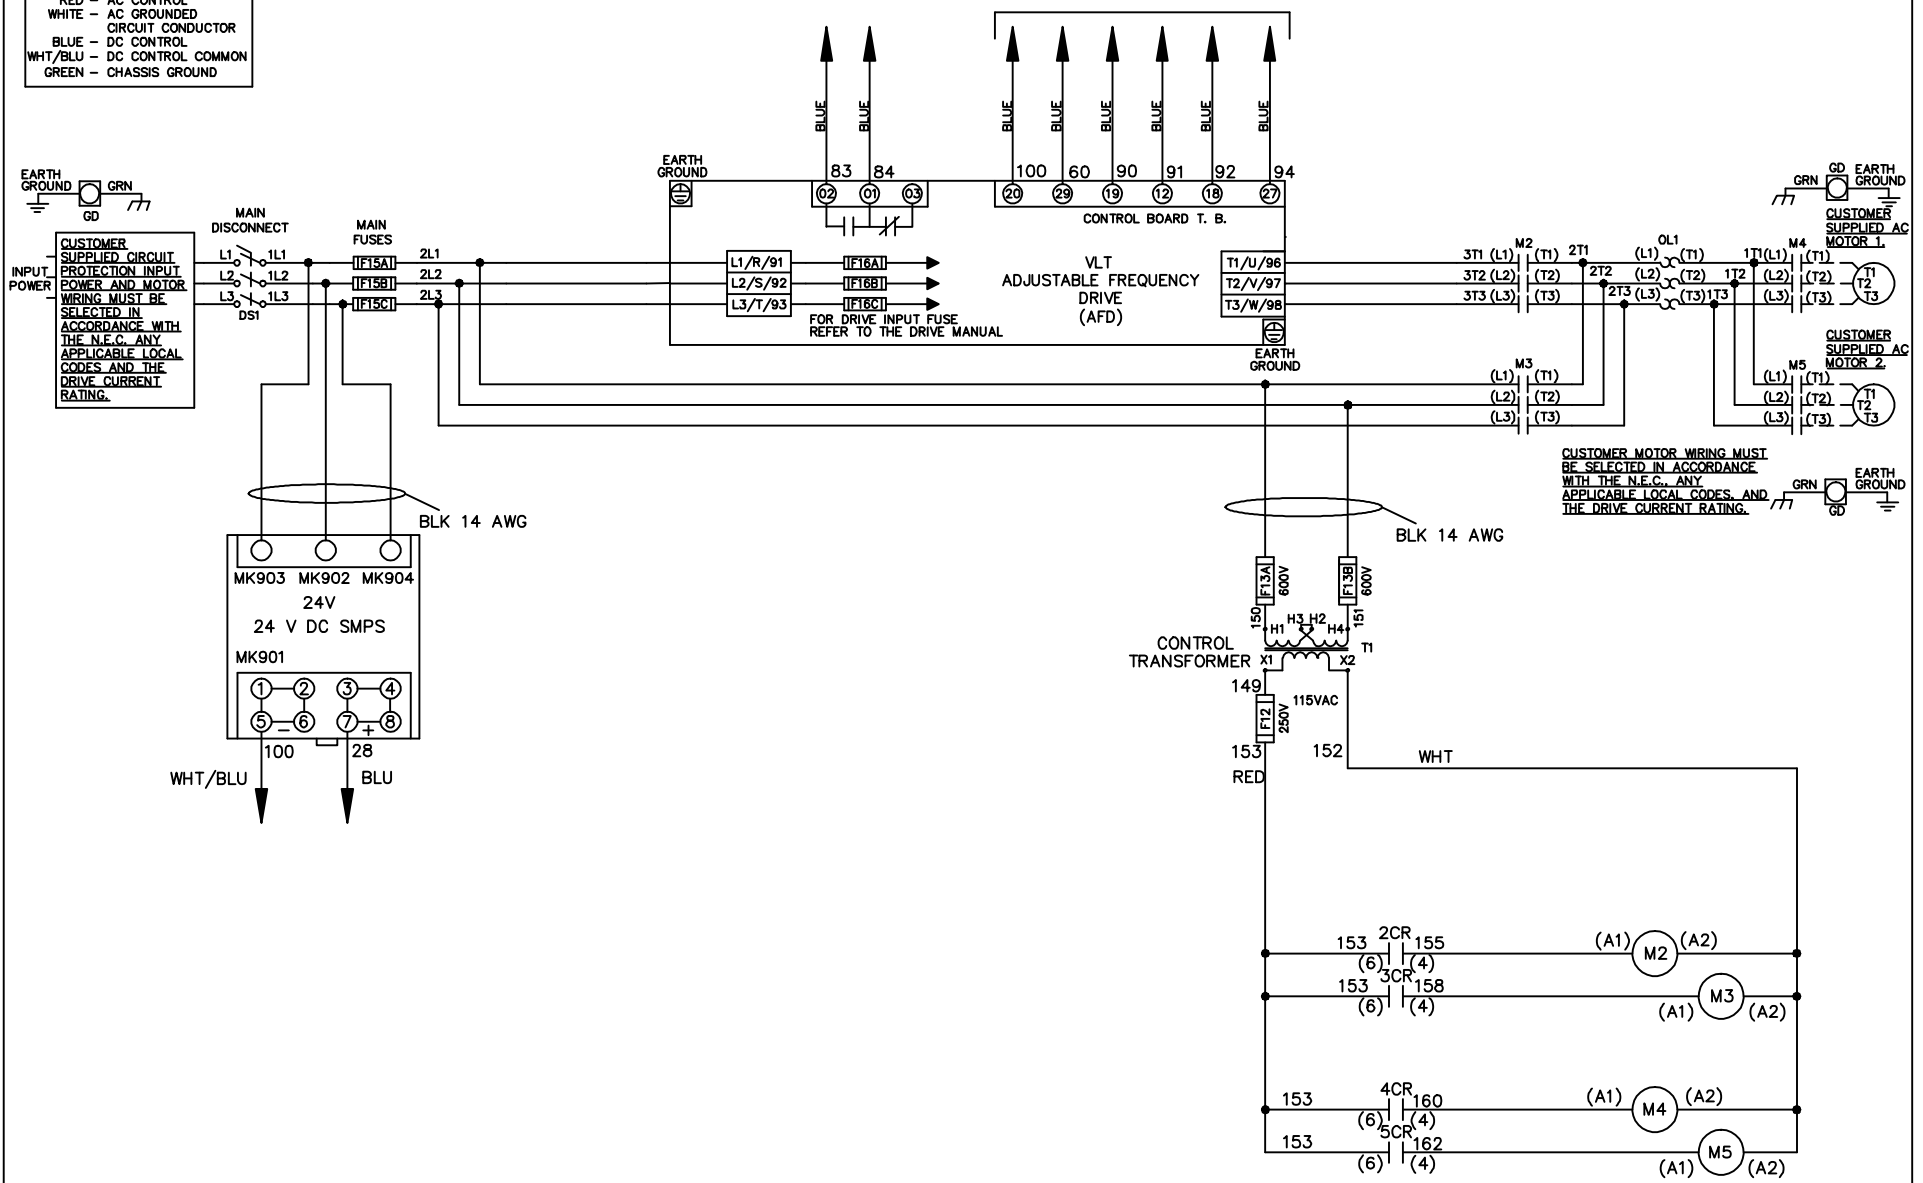 RED – AC CONTROL
WHITE – AC GROUNDED
CIRCUIT CONDUCTOR
BLUE – DC CONTROL
WHT/BLU – DC CONTROL COMMON
GREEN – CHASSIS GROUND
BLUE
BLUE
BLUE
BLUE
BLUE
BLUE
BLUE
BLUE
EARTH
GROUND
GRN
GD
EARTH
GROUND
83 84
02 01 03
100 60 90 91 92 94
20 29 19 12 18 27
CONTROL BOARD T. B.
GD EARTH
GRN GROUND
CUSTOMER
SUPPLIED AC
MOTOR 1.
MAIN
DISCONNECT
MAIN
FUSES
INPUT
POWER
CUSTOMER
SUPPLIED CIRCUIT
PROTECTION INPUT
POWER AND MOTOR
WIRING MUST BE
SELECTED IN
ACCORDANCE WITH
THE N.E.C. ANY
APPLICABLE LOCAL
CODES AND THE
DRIVE CURRENT
RATING.
L1 1L1 F15A 2L1
L2 1L2 F15B 2L2
L3 1L3 F15C 2L3
DS1
L1/R/91 F16A
L2/S/92 F16B
L3/T/93 F16C
FOR DRIVE INPUT FUSE
REFER TO THE DRIVE MANUAL
VLT
ADJUSTABLE FREQUENCY
DRIVE
(AFD)
T1/U/96
T2/V/97
T3/W/98
EARTH
GROUND
M2 OL1 M4
3T1 (L1) (T1) 2T1 (L1) (T1) 1T1 (L1) (T1) T1
3T2 (L2) (T2) 2T2 (L2) (T2) 1T2 (L2) (T2) T2
3T3 (L3) (T3) 2T3 (L3) (T3) 1T3 (L3) (T3) T3
CUSTOMER
SUPPLIED AC
MOTOR 2.
M3 M5
(L1) (T1) (L1) (T1) T1
(L2) (T2) (L2) (T2) T2
(L3) (T3) (L3) (T3) T3
CUSTOMER MOTOR WIRING MUST
BE SELECTED IN ACCORDANCE
WITH THE N.E.C., ANY
APPLICABLE LOCAL CODES, AND
THE DRIVE CURRENT RATING.
EARTH
GRN GROUND
GD
BLK 14 AWG
BLK 14 AWG
MK903 MK902 MK904
24V
24 V DC SMPS
MK901
1 2 3 4
5 6 7 8
– +
100 28
WHT/BLU BLU
F13A 600V F13B 600V
150 151
H1 H3 H2 H4
T1
CONTROL
TRANSFORMER
X1 X2
149
115VAC
F12 250V
153 152
RED
WHT
2CR
153 155 (A1) M2 (A2)
(6) (4)
3CR
153 158 M3
(6) (4) (A1) (A2)
4CR
153 160 (A1) M4 (A2)
(6) (4)
5CR
153 162 M5
(6) (4) (A1) (A2)